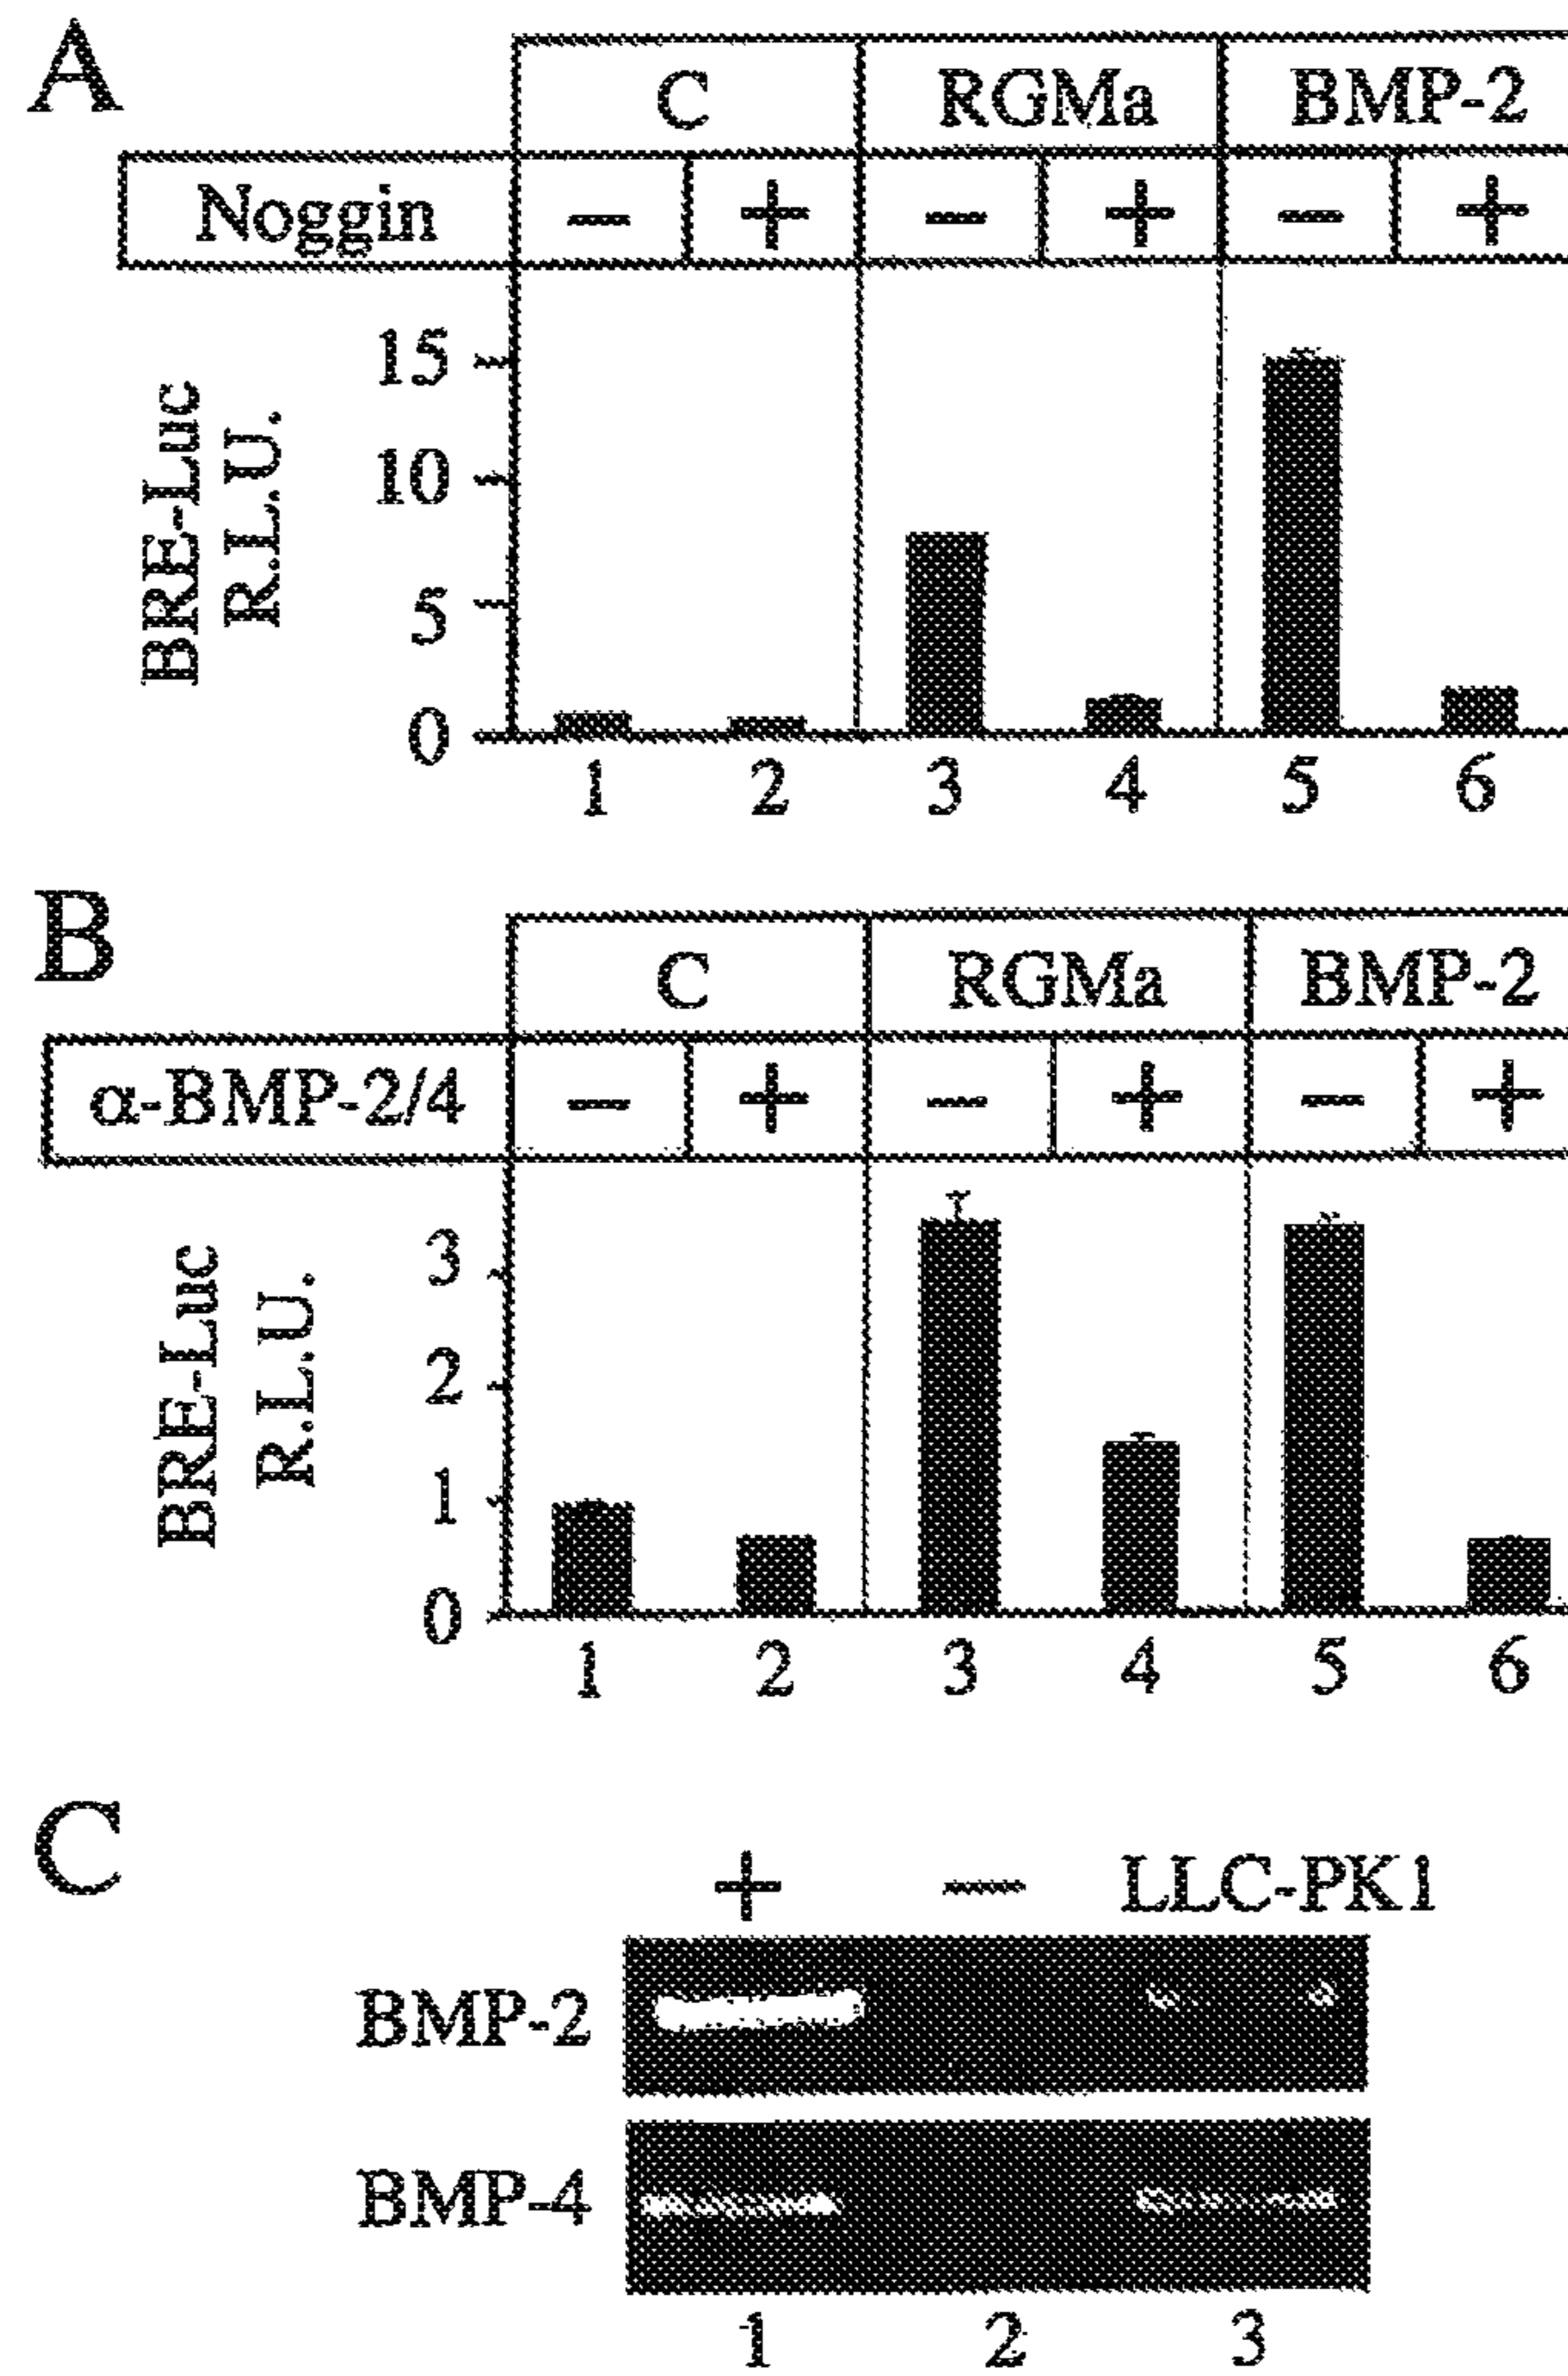 A
C RGMa BMP-2
Noggin − + − + − +
BRE-Luc
R.L.U.
15
10
5
0
1 2 3 4 5 6
B
C RGMa BMP-2
α-BMP-2/4 − + − + − +
BRE-Luc
R.L.U.
3
2
1
0
1 2 3 4 5 6
C
+ − LLC-PK1
BMP-2
BMP-4
1 2 3